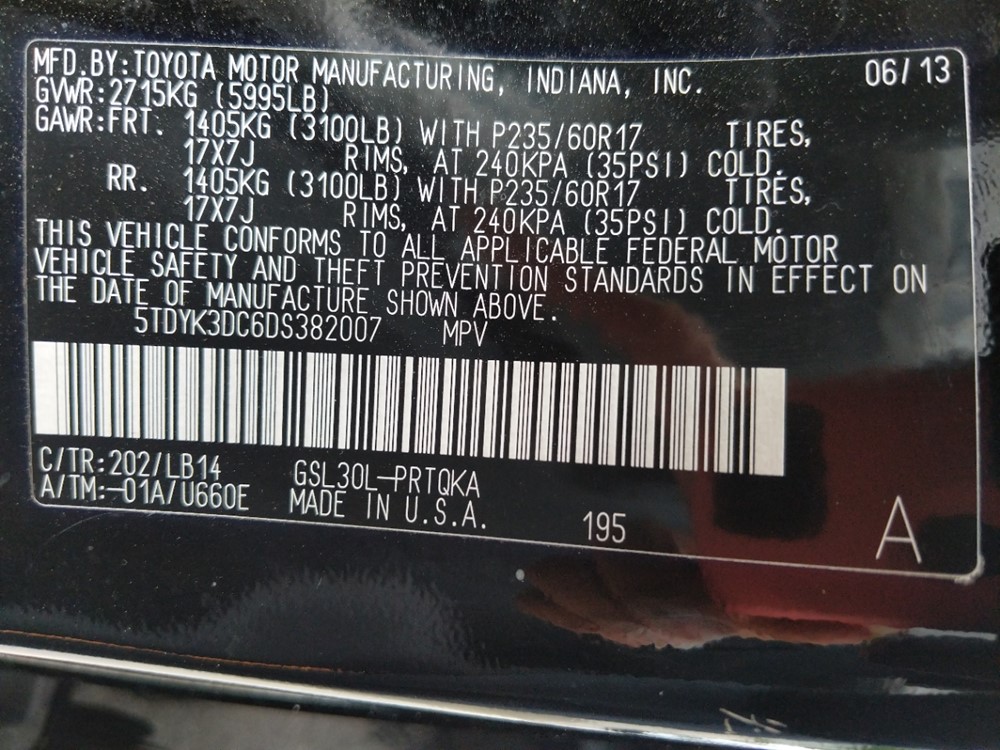 MFD.BY:TOYOTA MOTOR MANUFACTURING, INDIANA, INC. 06/13
GVWR:2715KG (5995LB)
GAWR:FRT. 1405KG (3100LB) WITH P235/60R17 TIRES,
17X7J RIMS, AT 240KPA (35PSI) COLD.
RR. 1405KG (3100LB) WITH P235/60R17 TIRES,
17X7J RIMS, AT 240KPA (35PSI) COLD.
THIS VEHICLE CONFORMS TO ALL APPLICABLE FEDERAL MOTOR
VEHICLE SAFETY AND THEFT PREVENTION STANDARDS IN EFFECT ON
THE DATE OF MANUFACTURE SHOWN ABOVE.
5TDYK3DC6DS382007 MPV
C/TR:202/LB14 GSL30L-PRTQKA
A/TM:-01A/U660E MADE IN U.S.A. 195 A